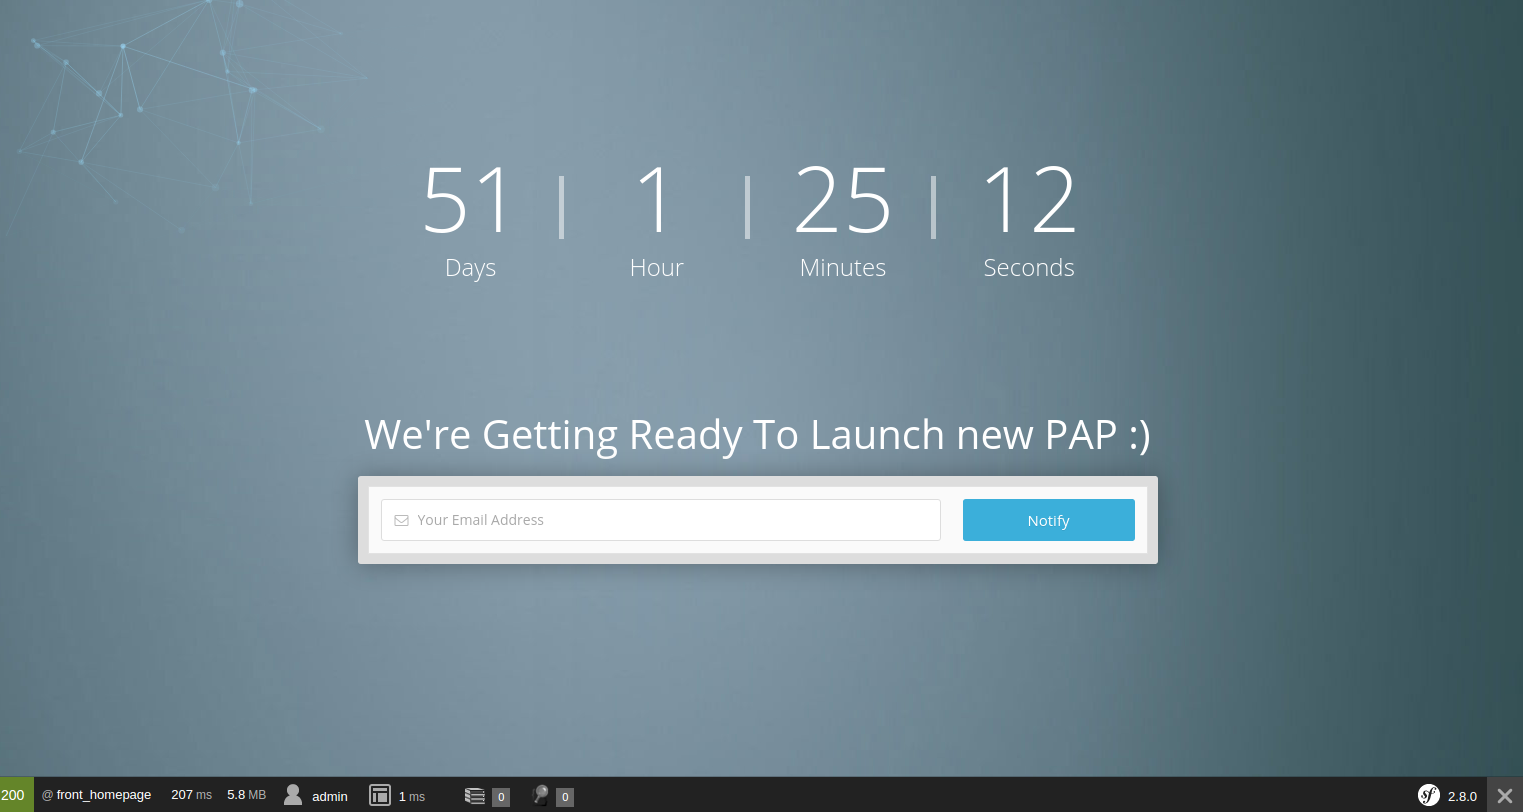 51 1 25 12
Days Hour Minutes Seconds
We're Getting Ready To Launch new PAP :)
Your Email Address Notify
200 @ front_homepage 207 ms 5.8 MB admin 1 ms 0 0 sf 2.8.0